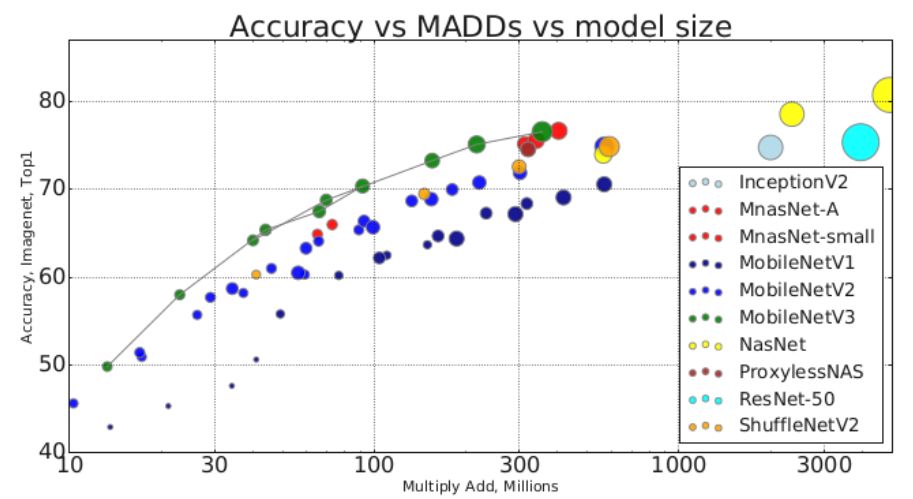 Accuracy vs MADDs vs model size
Accuracy, Imagenet, Top1
80
70
60
50
40
10
30
100
300
1000
3000
Multiply Add, Millions
InceptionV2
MnasNet-A
MnasNet-small
MobileNetV1
MobileNetV2
MobileNetV3
NasNet
ProxylessNAS
ResNet-50
ShuffleNetV2